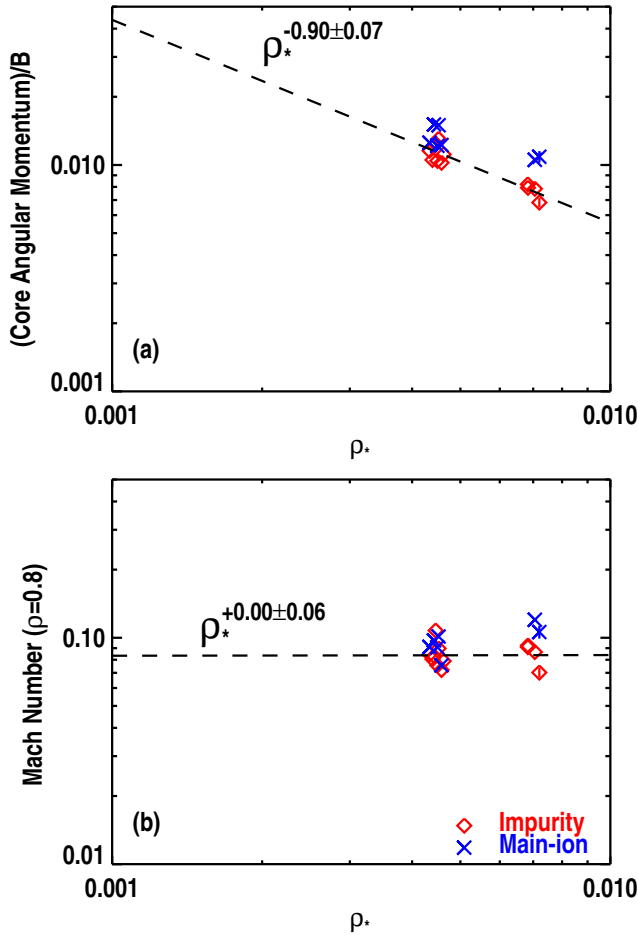 (Core Angular Momentum)/B
0.010
0.001
ρ*^-0.90±0.07
(a)
0.001
0.010
ρ*
Mach Number (ρ=0.8)
0.10
0.01
ρ*^+0.00±0.06
(b)
Impurity
Main-ion
0.001
0.010
ρ*